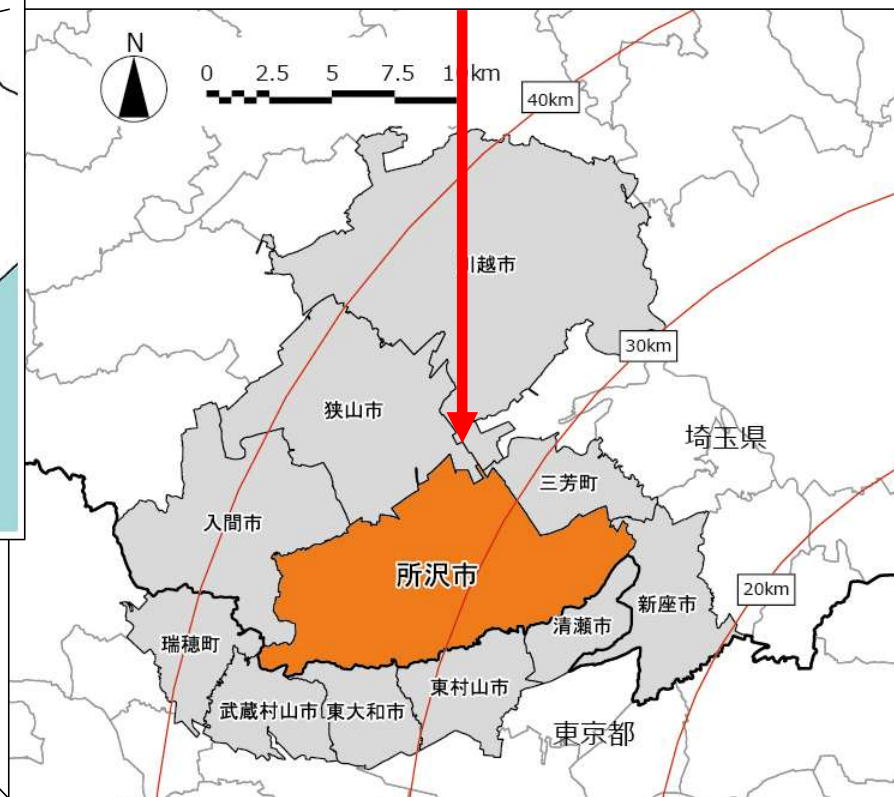 N
0 2.5 5 7.5 10km
40km
川越市
30km
狭山市
埼玉県
三芳町
入間市
所沢市
20km
新座市
清瀬市
瑞穂町
東村山市
武蔵村山市
東大和市
東京都